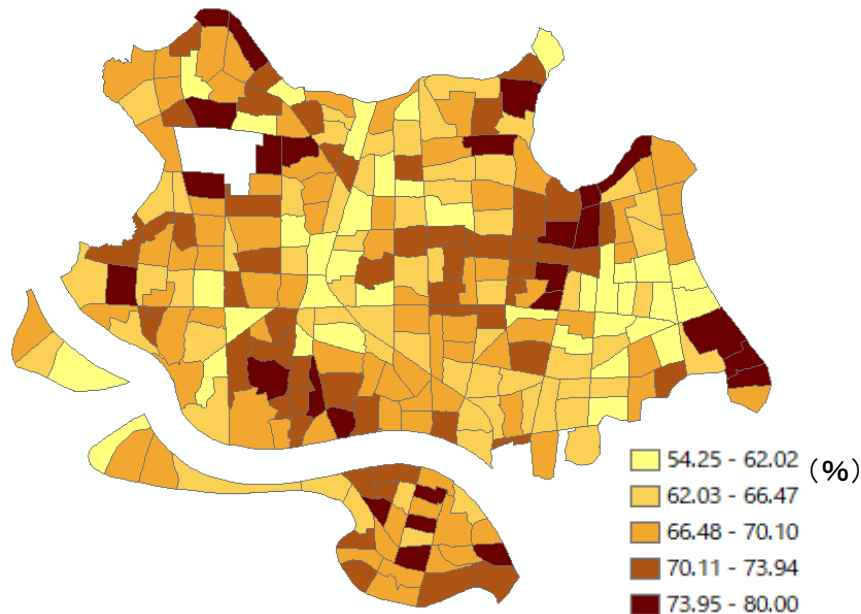 54.25 - 62.02 (%)
62.03 - 66.47
66.48 - 70.10
70.11 - 73.94
73.95 - 80.00